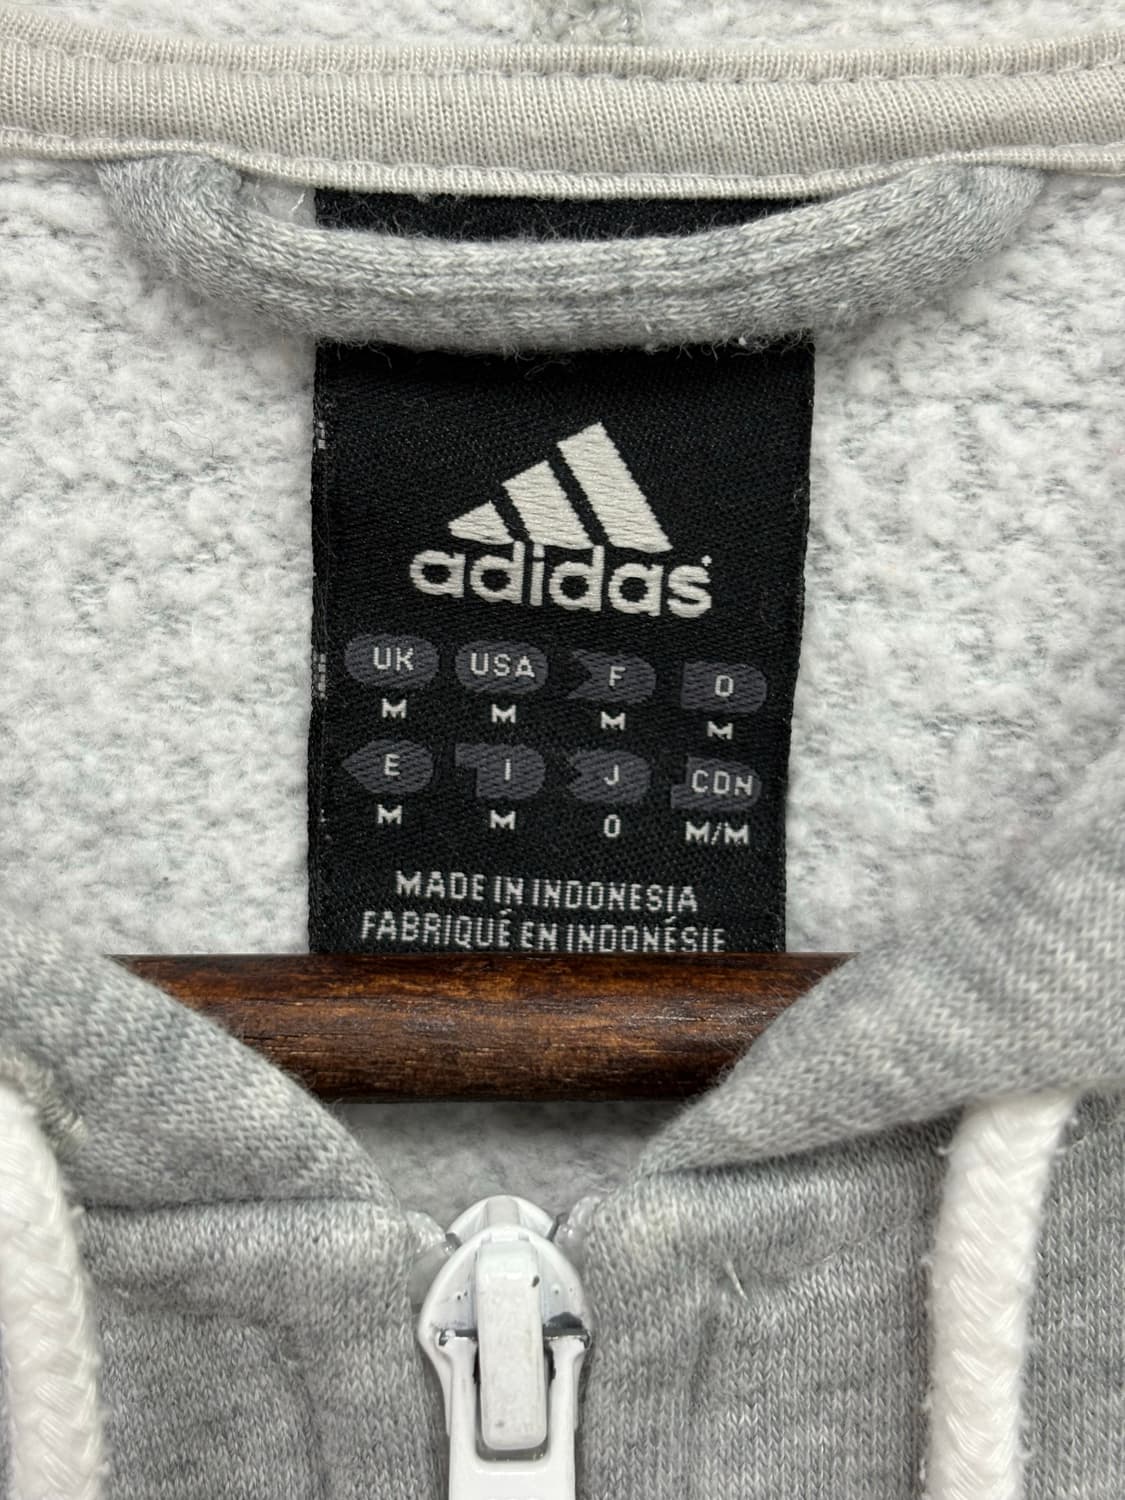 adidas
UK USA F D
M M M M
E I J CDN
M M O M/M
MADE IN INDONESIA
FABRIQUÉ EN INDONÉSIE